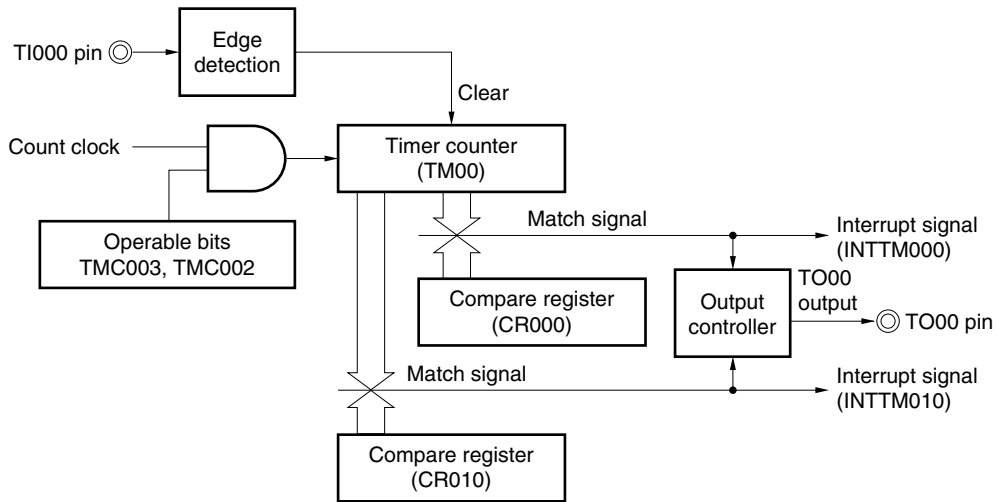 TI000 pin
Edge
detection
Clear
Count clock
Timer counter
(TM00)
Operable bits
TMC003, TMC002
Match signal
Interrupt signal
(INTTM000)
Compare register
(CR000)
Output
controller
TO00
output
TO00 pin
Match signal
Interrupt signal
(INTTM010)
Compare register
(CR010)